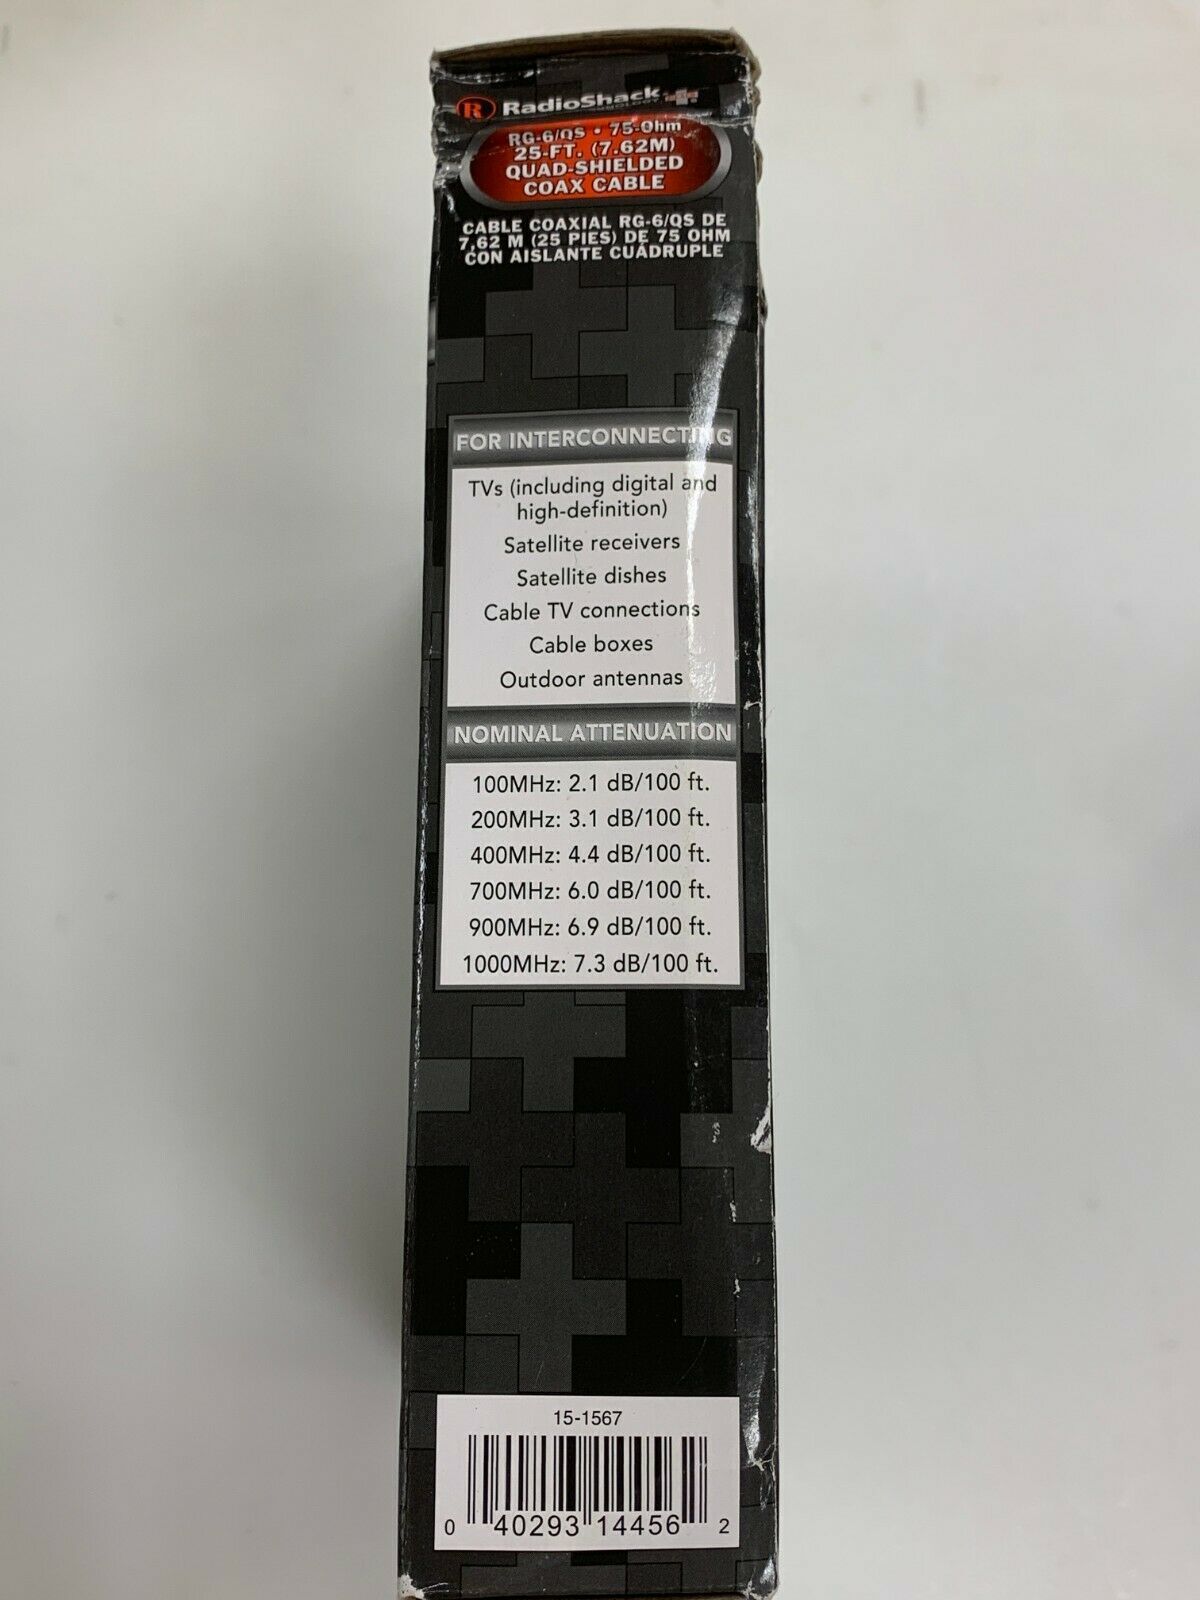 R RadioShack
RG-6/QS • 75-Ohm
25-FT. (7.62M)
QUAD-SHIELDED
COAX CABLE
CABLE COAXIAL RG-6/QS DE
7,62 M (25 PIES) DE 75 OHM
CON AISLANTE CUÁDRUPLE
FOR INTERCONNECTING
TVs (including digital and
high-definition)
Satellite receivers
Satellite dishes
Cable TV connections
Cable boxes
Outdoor antennas
NOMINAL ATTENUATION
100MHz: 2.1 dB/100 ft.
200MHz: 3.1 dB/100 ft.
400MHz: 4.4 dB/100 ft.
700MHz: 6.0 dB/100 ft.
900MHz: 6.9 dB/100 ft.
1000MHz: 7.3 dB/100 ft.
15-1567
0 40293 14456 2